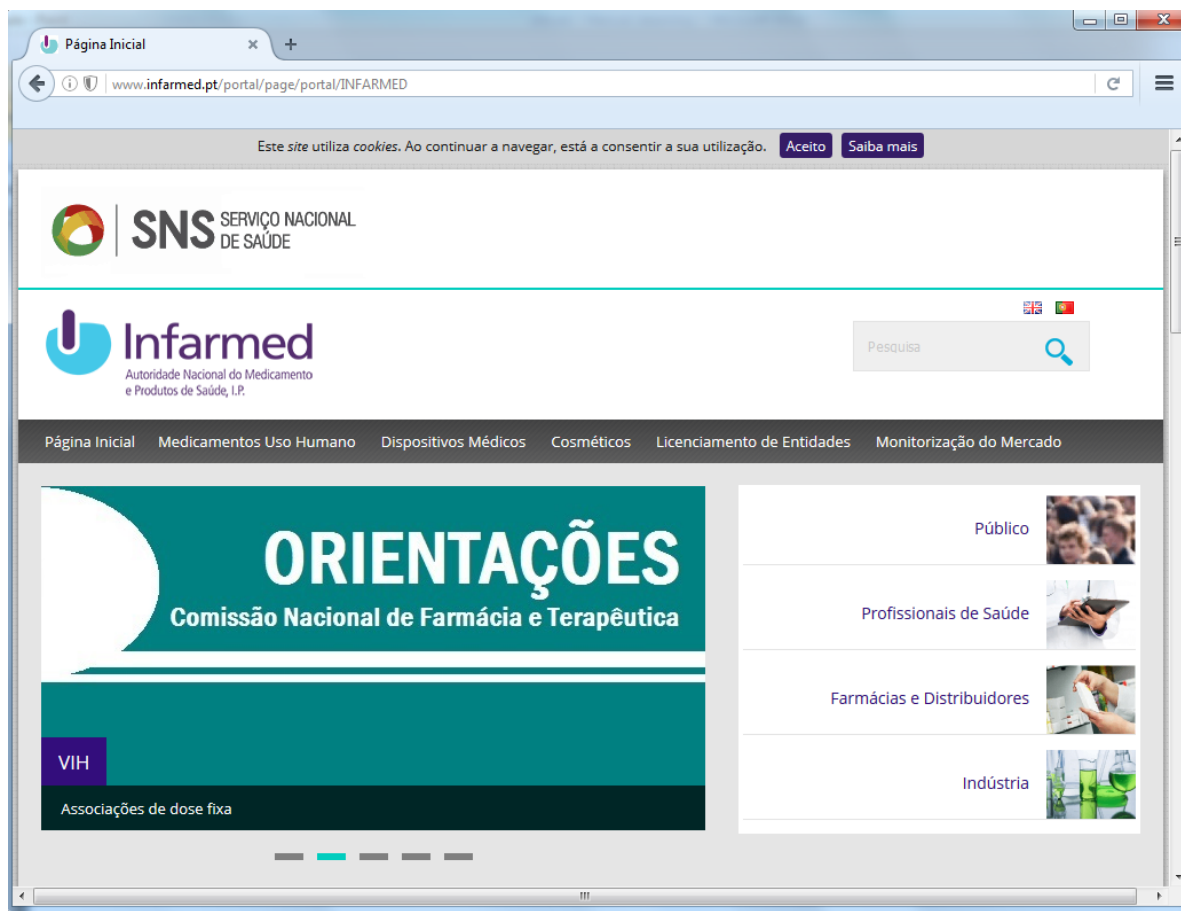 Página Inicial
www.infarmed.pt/portal/page/portal/INFARMED
Este site utiliza cookies. Ao continuar a navegar, está a consentir a sua utilização. Aceito Saiba mais
SNS SERVIÇO NACIONAL
DE SAÚDE
Infarmed
Autoridade Nacional do Medicamento
e Produtos de Saúde, I.P.
Pesquisa
Página Inicial Medicamentos Uso Humano Dispositivos Médicos Cosméticos Licenciamento de Entidades Monitorização do Mercado
ORIENTAÇÕES
Comissão Nacional de Farmácia e Terapêutica
VIH
Associações de dose fixa
Público
Profissionais de Saúde
Farmácias e Distribuidores
Indústria